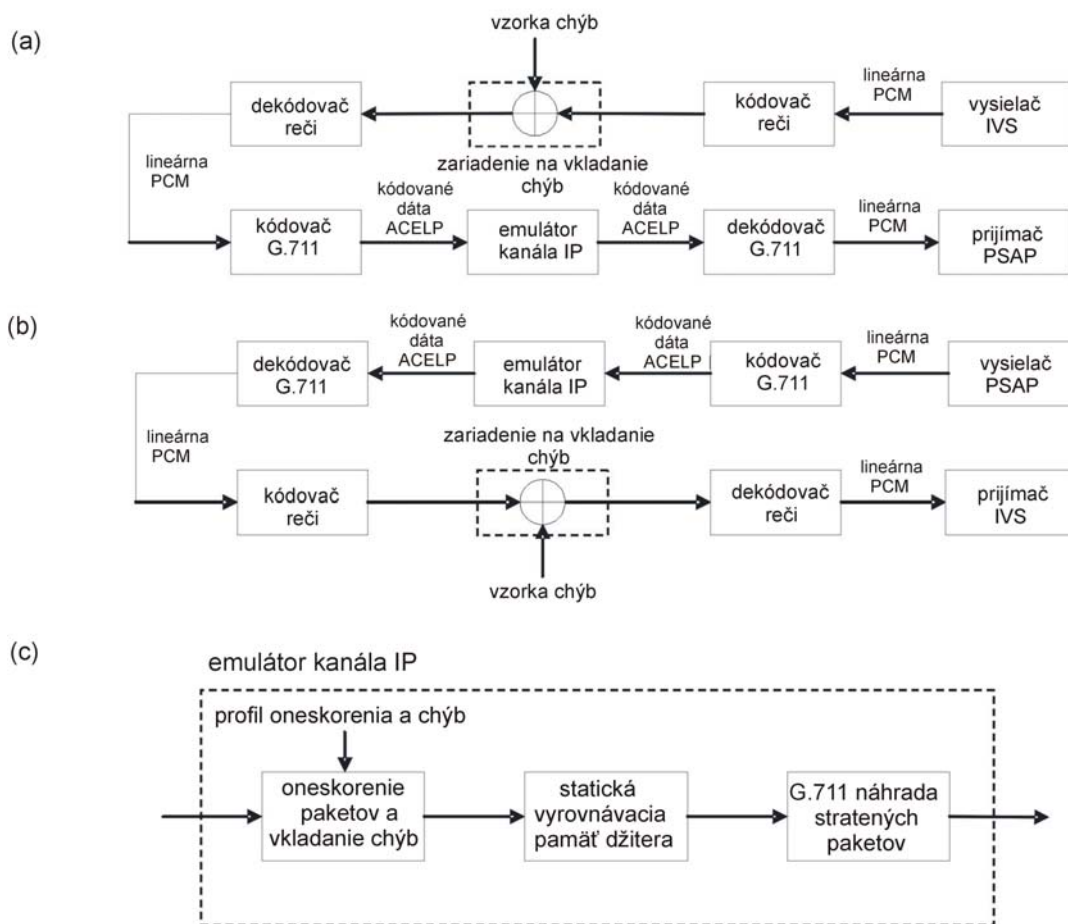 (a)
vzorka chýb
dekódovač
reči
kódovač
reči
lineárna
PCM
vysielač
IVS
zariadenie na vkladanie
chýb
lineárna
PCM
kódovač
G.711
kódované
dáta
ACELP
emulátor
kanála IP
kódované
dáta
ACELP
dekódovač
G.711
lineárna
PCM
prijímač
PSAP
(b)
dekódovač
G.711
kódované
dáta
ACELP
emulátor
kanála IP
kódované
dáta
ACELP
kódovač
G.711
lineárna
PCM
vysielač
PSAP
lineárna
PCM
zariadenie na vkladanie
chýb
kódovač
reči
dekódovač
reči
lineárna
PCM
prijímač
IVS
vzorka chýb
(c)
emulátor kanála IP
profil oneskorenia a chýb
oneskorenie
paketov a
vkladanie chýb
statická
vyrovnávacia
pamäť džitera
G.711 náhrada
stratených
paketov